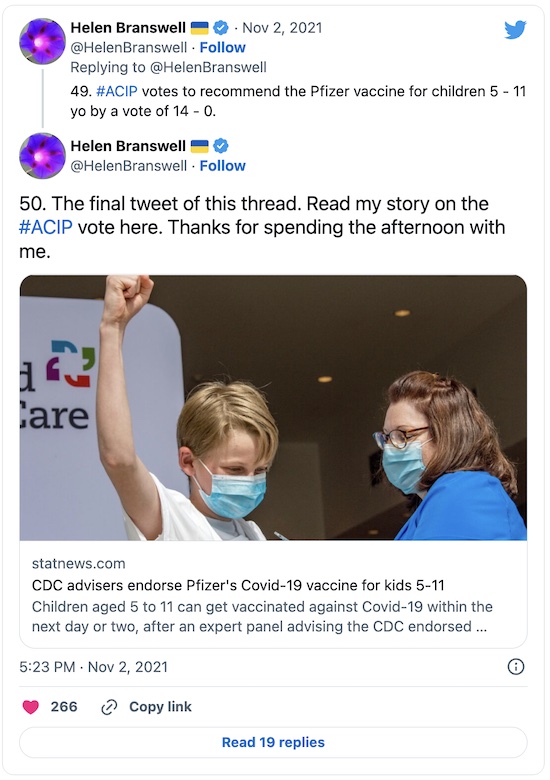 Helen Branswell 🇺🇦 · Nov 2, 2021
@HelenBranswell · Follow
Replying to @HelenBranswell
49. #ACIP votes to recommend the Pfizer vaccine for children 5 - 11
yo by a vote of 14 - 0.
Helen Branswell 🇺🇦
@HelenBranswell · Follow
50. The final tweet of this thread. Read my story on the
#ACIP vote here. Thanks for spending the afternoon with
me.
d
Care
statnews.com
CDC advisers endorse Pfizer's Covid-19 vaccine for kids 5-11
Children aged 5 to 11 can get vaccinated against Covid-19 within the
next day or two, after an expert panel advising the CDC endorsed ...
5:23 PM · Nov 2, 2021
266 Copy link
Read 19 replies